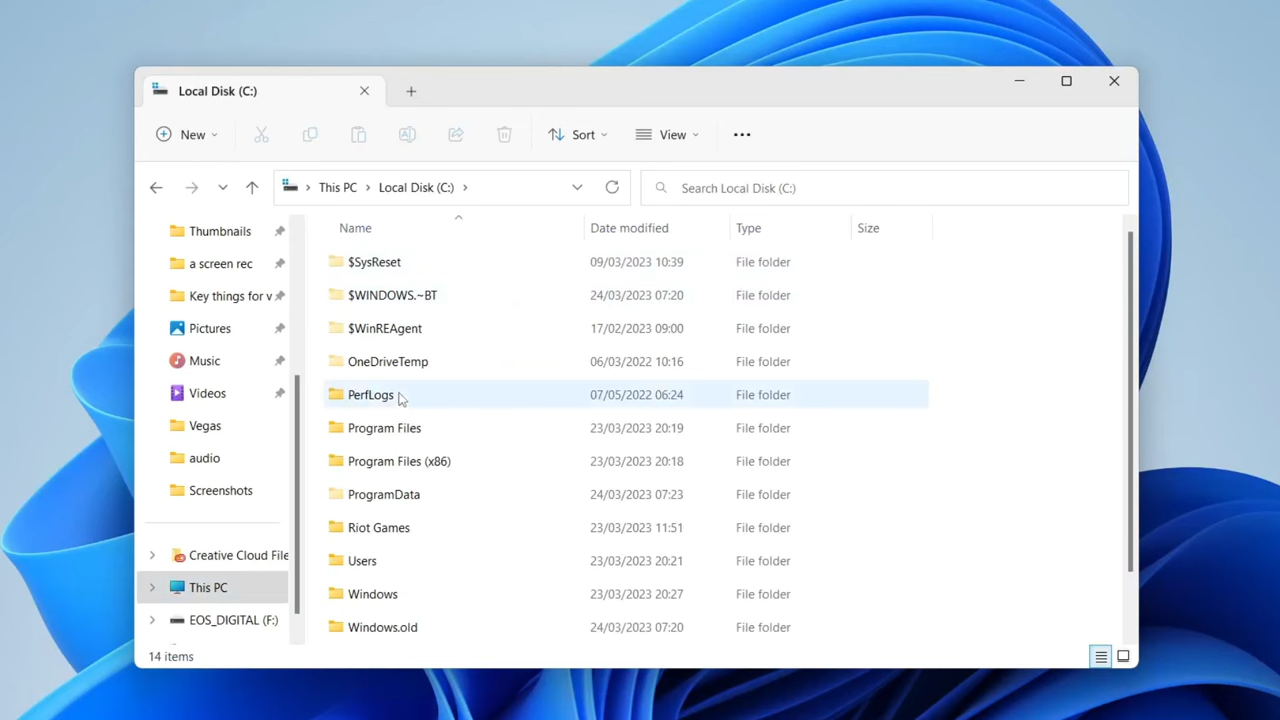 Local Disk (C:)
New Sort View
This PC Local Disk (C:) Search Local Disk (C:)
Name Date modified Type Size
Thumbnails
a screen rec
Key things for v
Pictures
Music
Videos
Vegas
audio
Screenshots
Creative Cloud File
This PC
EOS_DIGITAL (F:)
$SysReset 09/03/2023 10:39 File folder
$WINDOWS.~BT 24/03/2023 07:20 File folder
$WinREAgent 17/02/2023 09:00 File folder
OneDriveTemp 06/03/2022 10:16 File folder
PerfLogs 07/05/2022 06:24 File folder
Program Files 23/03/2023 20:19 File folder
Program Files (x86) 23/03/2023 20:18 File folder
ProgramData 24/03/2023 07:23 File folder
Riot Games 23/03/2023 11:51 File folder
Users 23/03/2023 20:21 File folder
Windows 23/03/2023 20:27 File folder
Windows.old 24/03/2023 07:20 File folder
14 items